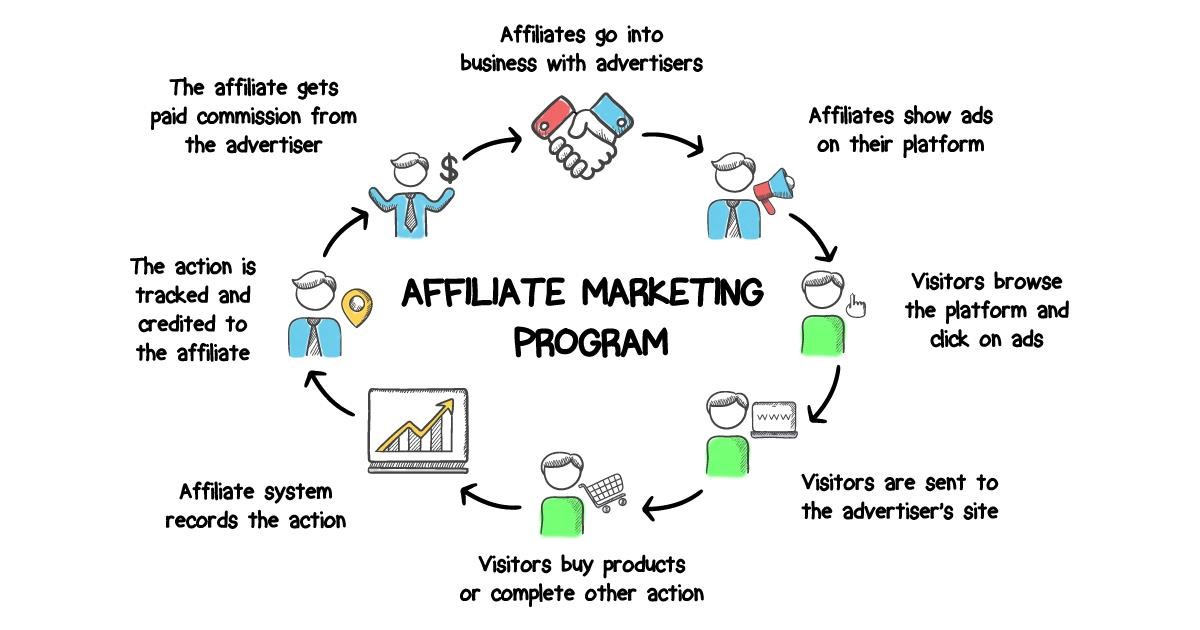 Affiliates go into
business with advertisers
Affiliates show ads
on their platform
Visitors browse
the platform and
click on ads
Visitors are sent to
the advertiser's site
Visitors buy products
or complete other action
Affiliate system
records the action
The action is
tracked and
credited to
the affiliate
The affiliate gets
paid commission from
the advertiser
$
AFFILIATE MARKETING
PROGRAM
WWW